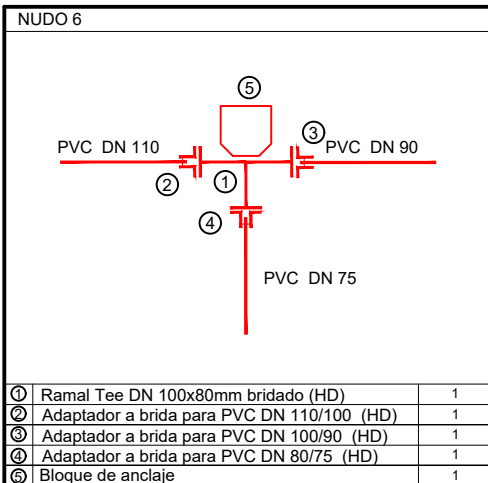 NUDO 6
5
PVC DN 110
3
PVC DN 90
2
1
4
PVC DN 75
1 Ramal Tee DN 100x80mm bridado (HD) 1
2 Adaptador a brida para PVC DN 110/100 (HD) 1
3 Adaptador a brida para PVC DN 100/90 (HD) 1
4 Adaptador a brida para PVC DN 80/75 (HD) 1
5 Bloque de anclaje 1